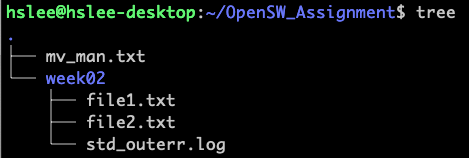 hslee@hslee-desktop:~/OpenSW_Assignment$ tree
.
├── mv_man.txt
└── week02
    ├── file1.txt
    ├── file2.txt
    └── std_outerr.log